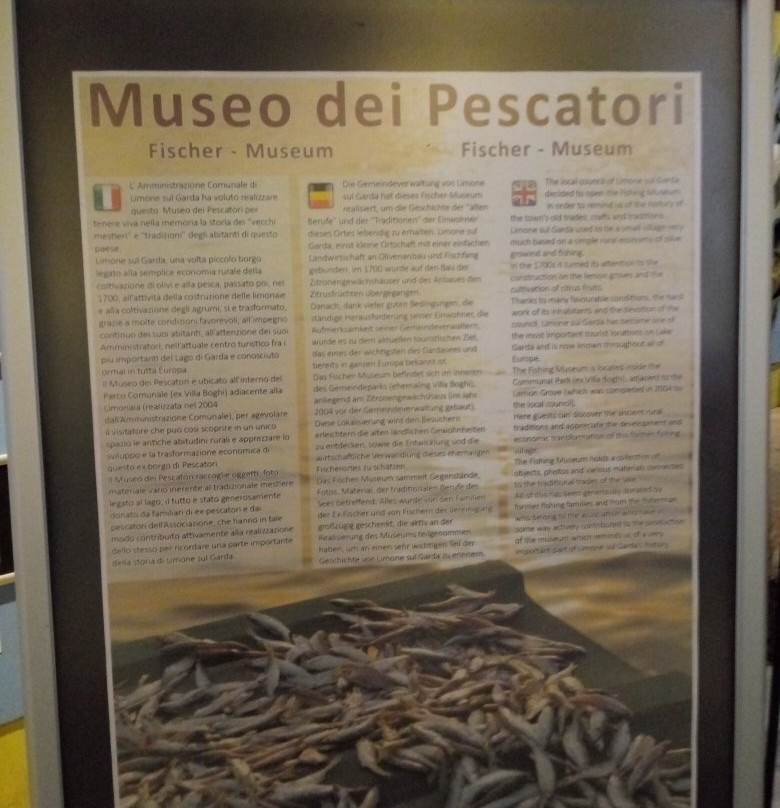 Museo dei Pescatori
Fischer - Museum
Fischer - Museum
L' Amministrazione Comunale di
Limone sul Garda ha voluto realizzare
questo Museo dei Pescatori per
tenere viva nella memoria la storia dei "vecchi
mestieri" e "tradizioni" degli abitanti di questo
paese.
Limone sul Garda, una volta piccolo borgo
legato alla semplice economia rurale della
coltivazione di olivi e alla pesca, passato poi, nel
1700, all'attività della costruzione delle limonaie
e alla coltivazione degli agrumi, si è trasformato,
grazie a molte condizioni favorevoli, all'impegno
continuo dei suoi abitanti, all'attenzione dei suoi
Amministratori, nell'attuale centro turistico fra i
più importanti del Lago di Garda e conosciuto
ormai in tutta Europa.
Il Museo dei Pescatori è ubicato all'interno del
Parco Comunale (ex Villa Boghi) adiacente alla
Limonaia (realizzata nel 2004
dall'Amministrazione Comunale), per agevolare
il visitatore che può così scoprire in un unico
spazio le antiche abitudini rurali e apprezzare lo
sviluppo e la trasformazione economica di
questo ex borgo di Pescatori.
Il Museo dei Pescatori raccoglie oggetti, foto,
materiale vario inerente al tradizionale mestiere
legato al lago; il tutto è stato generosamente
donato da familiari di ex pescatori e dai
pescatori dell'Associazione, che hanno in tale
modo contribuito attivamente alla realizzazione
dello stesso per ricordare una parte importante
della storia di Limone sul Garda.
Die Gemeindeverwaltung von Limone
sul Garda hat dieses Fischer-Museum
realisiert, um die Geschichte der "alten
Berufe" und der "Traditionen" der Einwohner
dieses Ortes lebendig zu erhalten. Limone sul
Garda, einst kleine Ortschaft mit einer einfachen
Landwirtschaft an Olivenanbau und Fischfang
gebunden, im 1700 wurde auf den Bau der
Zitronengewächshäuser und des Anbaues den
Zitrusfrüchten übergegangen.
Danach, dank vieler guten Bedingungen, die
ständige Herausforderung seiner Einwohner, die
Aufmerksamkeit seiner Gemeindeverwaltern,
wurde es zu dem aktuellen touristischen Ziel,
das eines der wichtigsten des Gardasees und
bereits in ganzen Europa bekannt ist.
Das Fischer Museum befindet sich im inneren
des Gemeindeparks (ehemaling Villa Boghi),
anliegend am Zitronengewächshaus (im Jahr
2004 vor der Gemeindenverwaltung gebaut).
Diese Lokalisierung wird den Besuchern
erleichtern die alten ländlichen Gewohnheiten
zu entdecken, sowie die Entwicklung und die
wirtschaftliche Verwandlung dieses ehemaligen
Fischerortes zu schätzen.
Das Fischer Museum sammelt Gegenstände,
Fotos, Material, der traditionalen Berufe des
Sees betreffend. Alles wurde von den Familien
der Ex Fischer und von Fischern der Vereinigung
großzügig geschenkt, die aktiv an der
Realisierung des Museums teilgenommen
haben, um an einen sehr wichtigen Teil der
Geschichte von Limone sul Garda zu erinnern.
The local council of Limone sul Garda
decided to open the Fishing Museum
in order to remind us of the history of
the town's old trades, crafts and traditions.
Limone sul Garda used to be a small village very
much based on a simple rural economy of olive
growing and fishing.
In the 1700s it turned its attention to the
construction on the lemon groves and the
cultivation of citrus fruits.
Thanks to many favourable conditions, the hard
work of its inhabitants and the devotion of the
council, Limone sul Garda has become one of
the most important tourist locations on Lake
Garda and is now known throughout all of
Europe.
The Fishing Museum is located inside the
Communal Park (ex Villa Boghi), adjacent to the
Lemon Grove (which was completed in 2004 by
the local council).
Here guests can discover the ancient rural
traditions and appreciate the development and
economic transformation of this former fishing
village.
The Fishing Museum holds a collection of
objects, photos and various materials connected
to the traditional trades of the lake.
All of this has been generously donated by
former fishing families and from the fisherman
who belong to the association who have in
some way actively contributed to the production
of the museum which reminds us of a very
important part of Limone sul Garda's history.